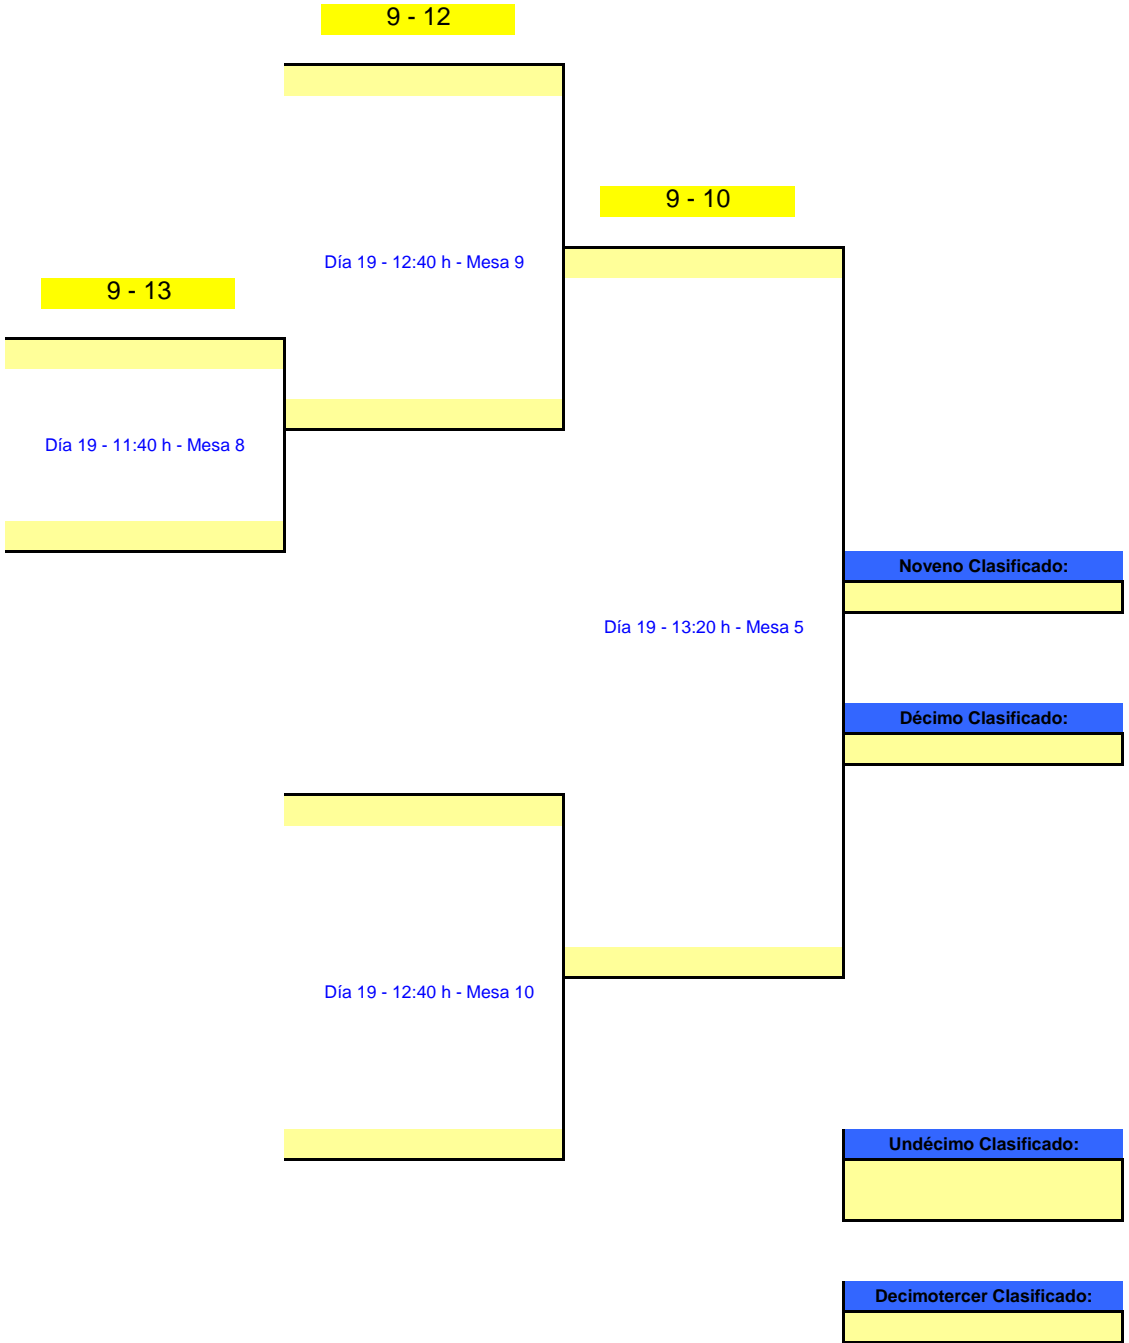 9 - 12
9 - 10
Día 19 - 12:40 h - Mesa 9
9 - 13
Día 19 - 11:40 h - Mesa 8
Noveno Clasificado:
Día 19 - 13:20 h - Mesa 5
Décimo Clasificado:
Día 19 - 12:40 h - Mesa 10
Undécimo Clasificado:
Decimotercer Clasificado: